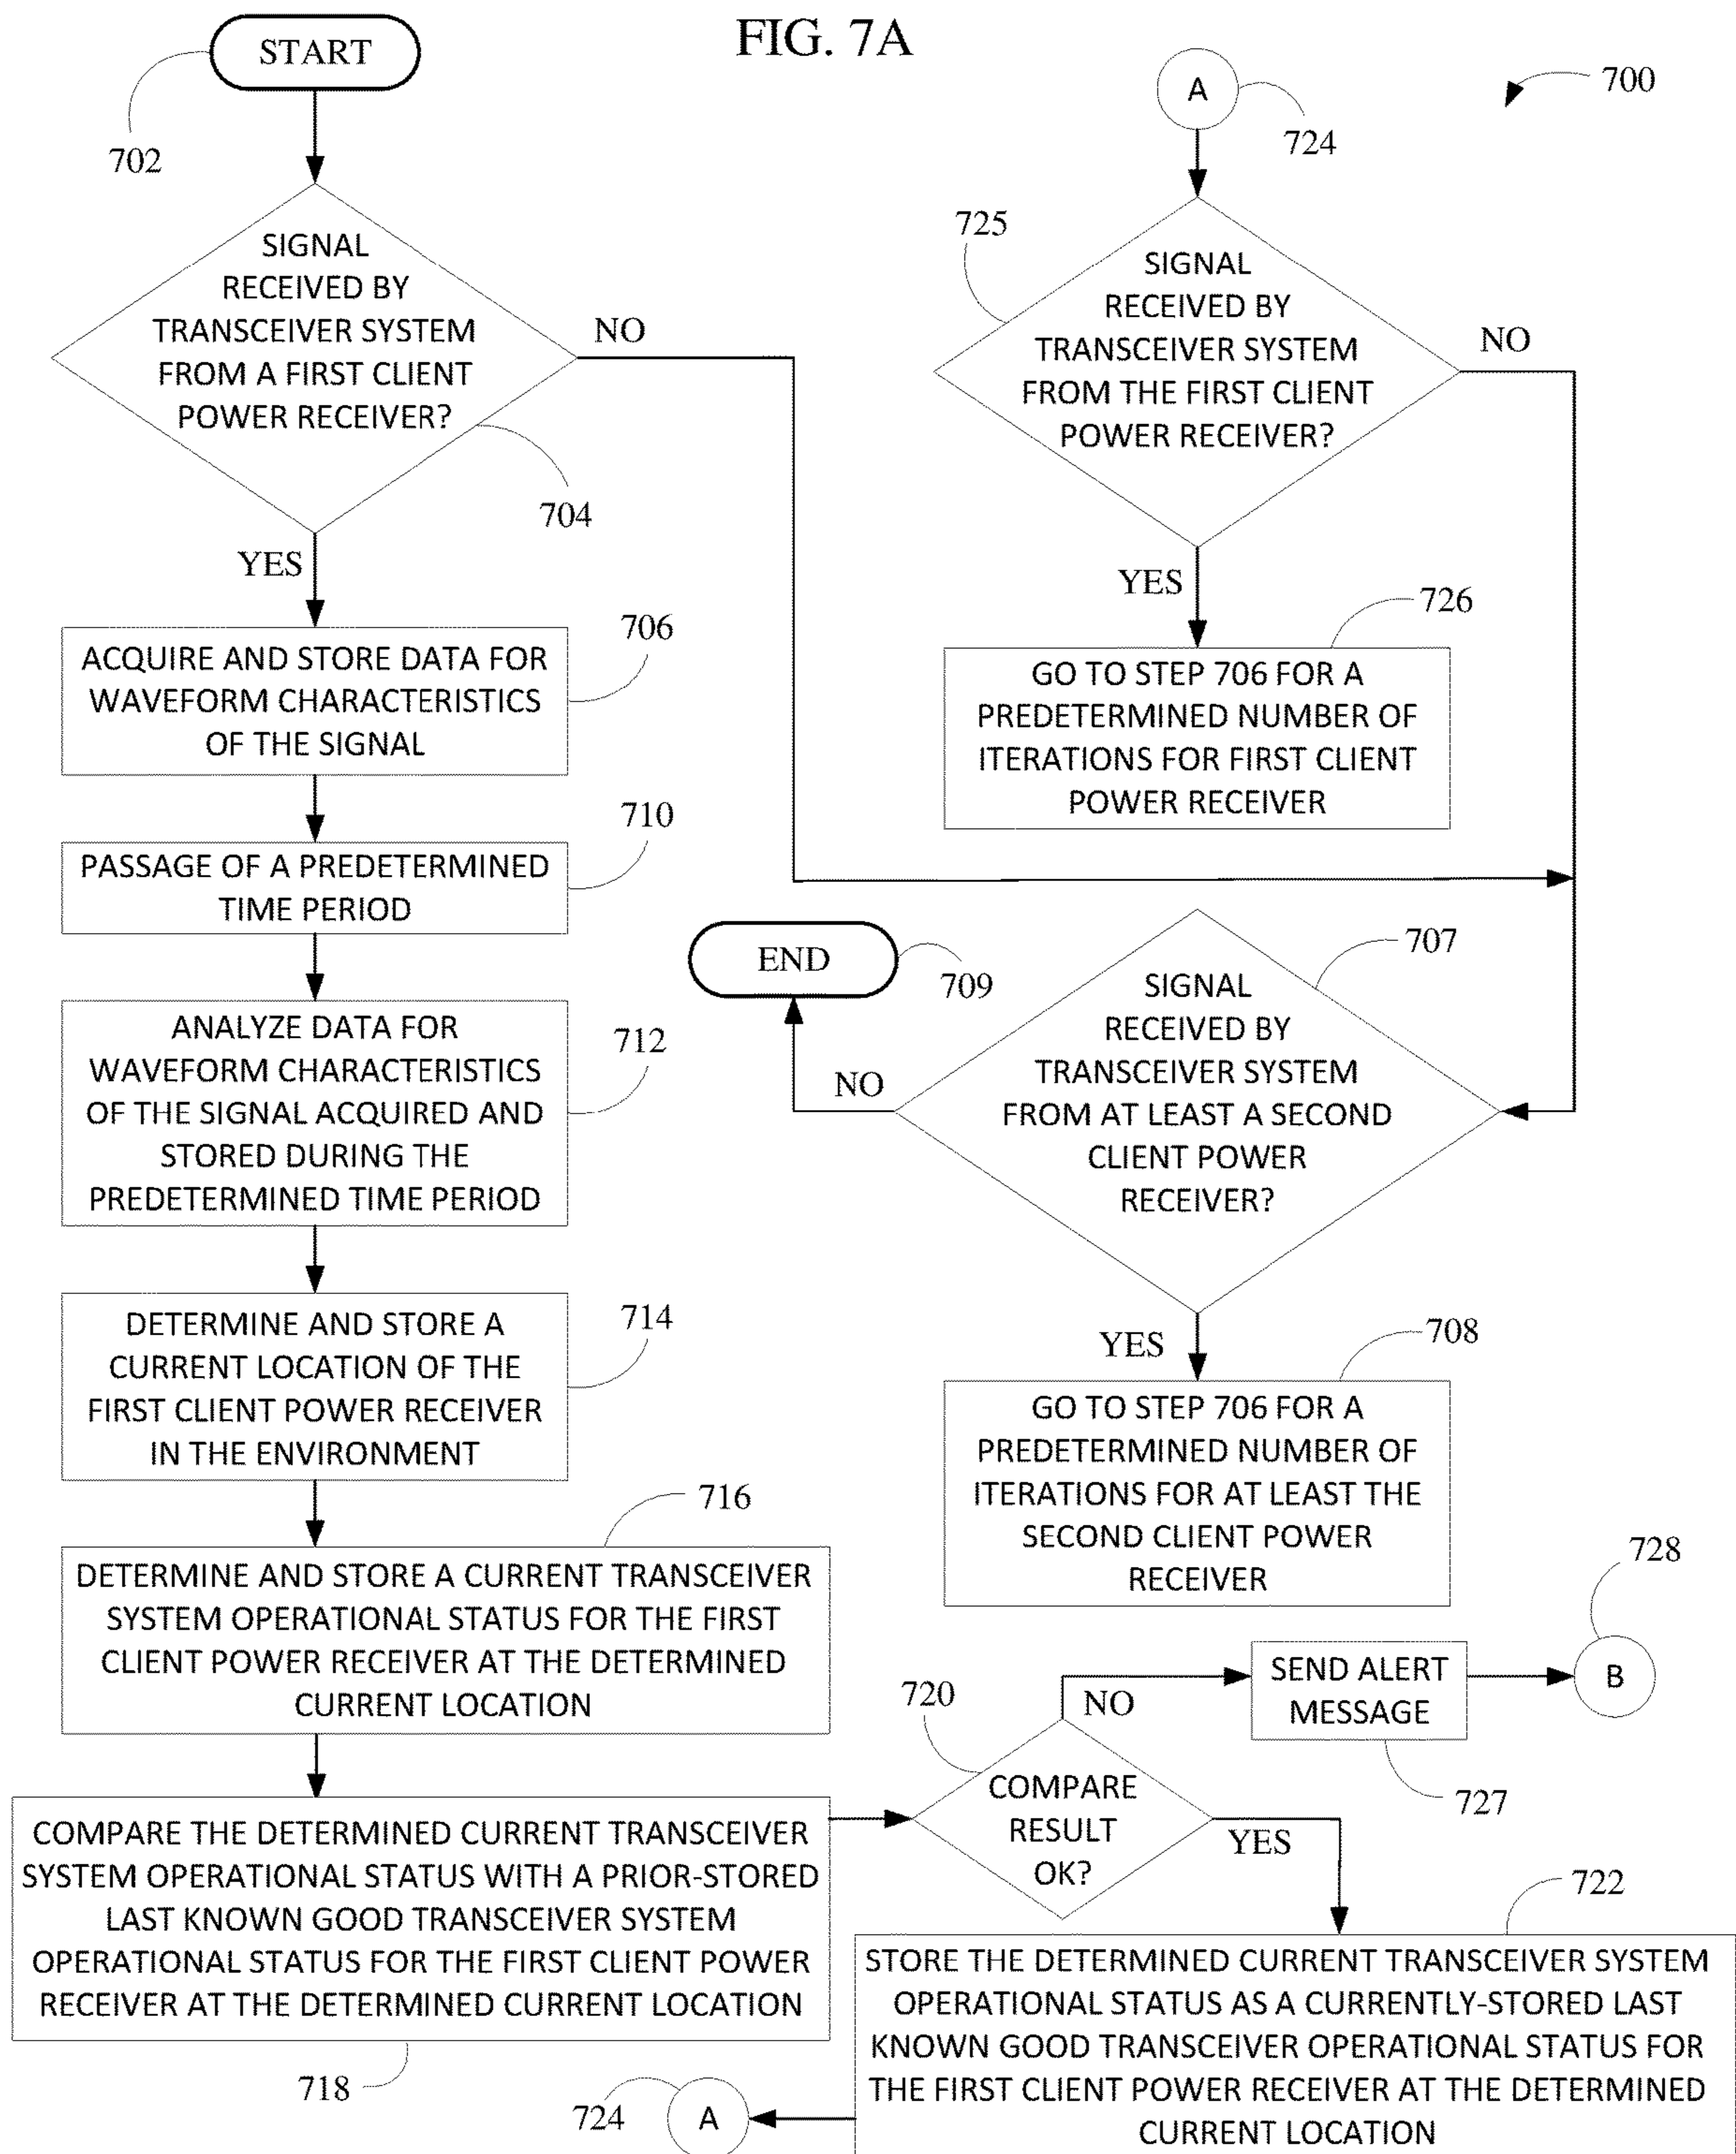 FIG. 7A
START
702
SIGNAL
RECEIVED BY
TRANSCEIVER SYSTEM
FROM A FIRST CLIENT
POWER RECEIVER?
NO
704
YES
ACQUIRE AND STORE DATA FOR
WAVEFORM CHARACTERISTICS
OF THE SIGNAL
706
PASSAGE OF A PREDETERMINED
TIME PERIOD
710
ANALYZE DATA FOR
WAVEFORM CHARACTERISTICS
OF THE SIGNAL ACQUIRED AND
STORED DURING THE
PREDETERMINED TIME PERIOD
712
DETERMINE AND STORE A
CURRENT LOCATION OF THE
FIRST CLIENT POWER RECEIVER
IN THE ENVIRONMENT
714
716
DETERMINE AND STORE A CURRENT TRANSCEIVER
SYSTEM OPERATIONAL STATUS FOR THE FIRST
CLIENT POWER RECEIVER AT THE DETERMINED
CURRENT LOCATION
COMPARE THE DETERMINED CURRENT TRANSCEIVER
SYSTEM OPERATIONAL STATUS WITH A PRIOR-STORED
LAST KNOWN GOOD TRANSCEIVER SYSTEM
OPERATIONAL STATUS FOR THE FIRST CLIENT POWER
RECEIVER AT THE DETERMINED CURRENT LOCATION
718
A
724
700
725
SIGNAL
RECEIVED BY
TRANSCEIVER SYSTEM
FROM THE FIRST CLIENT
POWER RECEIVER?
NO
YES
726
GO TO STEP 706 FOR A
PREDETERMINED NUMBER OF
ITERATIONS FOR FIRST CLIENT
POWER RECEIVER
END
709
707
SIGNAL
RECEIVED BY
TRANSCEIVER SYSTEM
FROM AT LEAST A SECOND
CLIENT POWER
RECEIVER?
NO
YES
708
GO TO STEP 706 FOR A
PREDETERMINED NUMBER OF
ITERATIONS FOR AT LEAST THE
SECOND CLIENT POWER
RECEIVER
728
B
SEND ALERT
MESSAGE
727
720
NO
COMPARE
RESULT
OK?
YES
722
STORE THE DETERMINED CURRENT TRANSCEIVER SYSTEM
OPERATIONAL STATUS AS A CURRENTLY-STORED LAST
KNOWN GOOD TRANSCEIVER OPERATIONAL STATUS FOR
THE FIRST CLIENT POWER RECEIVER AT THE DETERMINED
CURRENT LOCATION
724
A